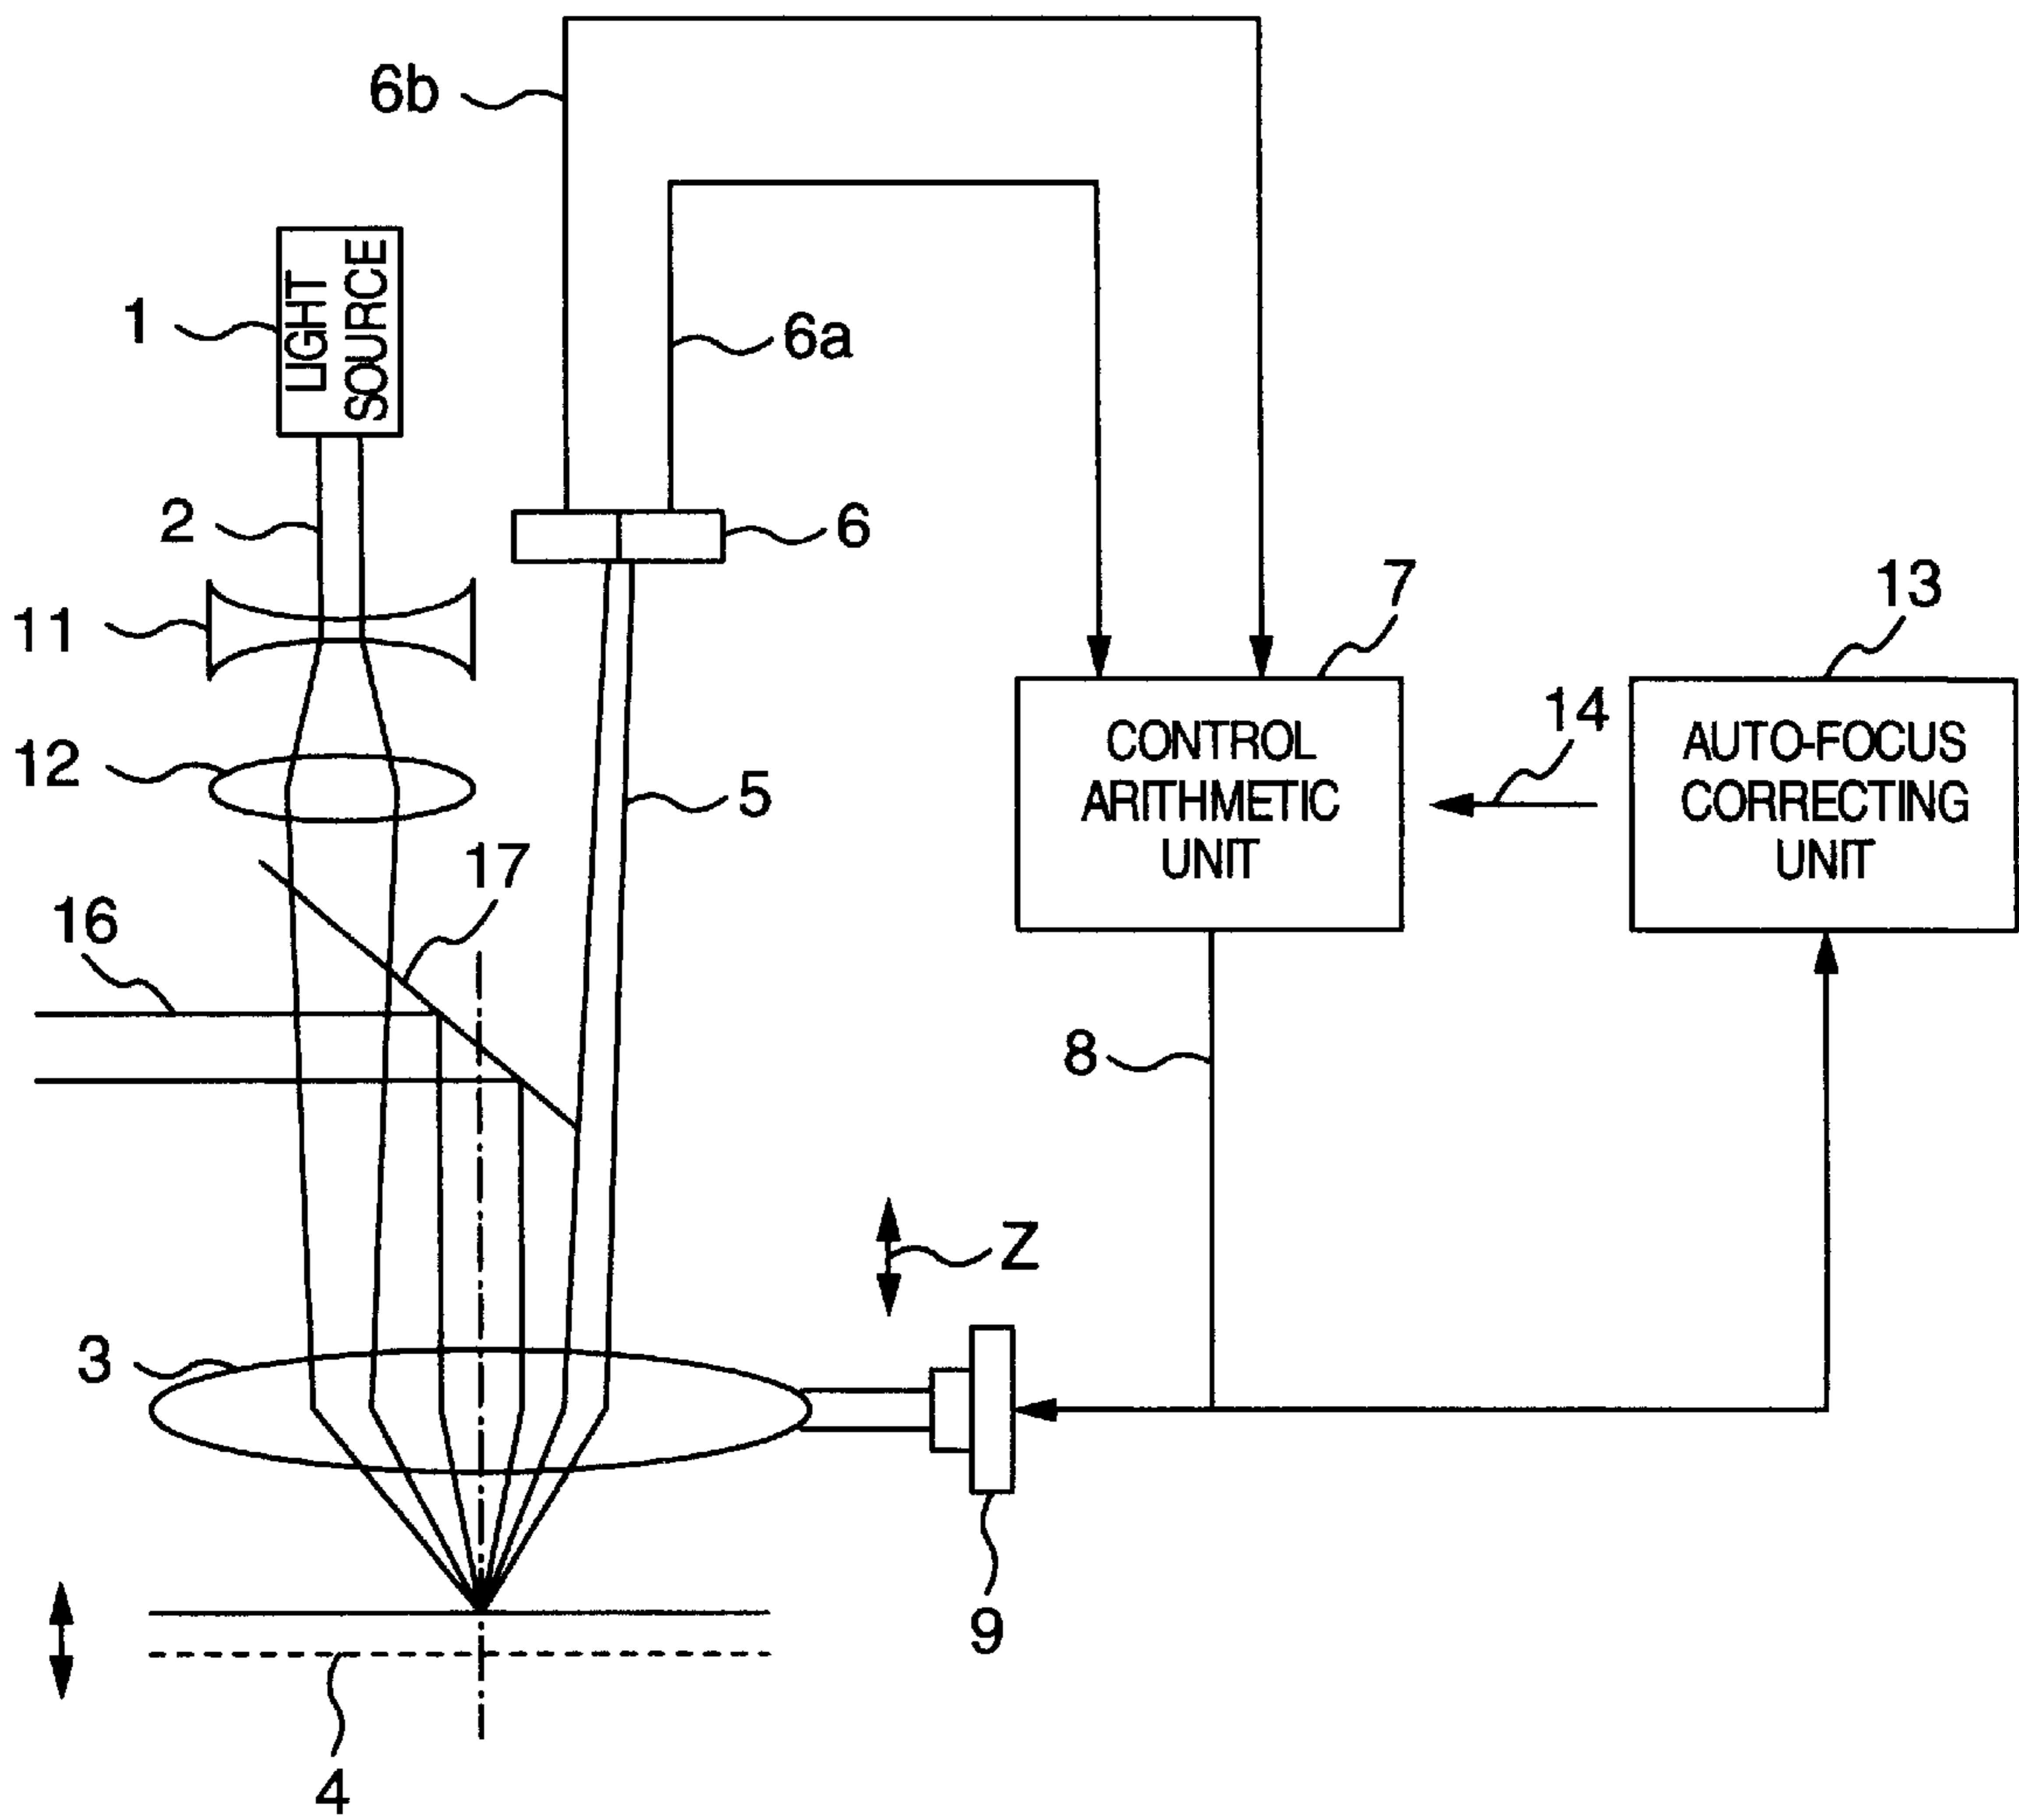 6b
LIGHT
SOURCE
1
6a
2
6
11
7
13
14
12
CONTROL
ARITHMETIC
UNIT
AUTO-FOCUS
CORRECTING
UNIT
5
17
16
8
Z
3
9
4